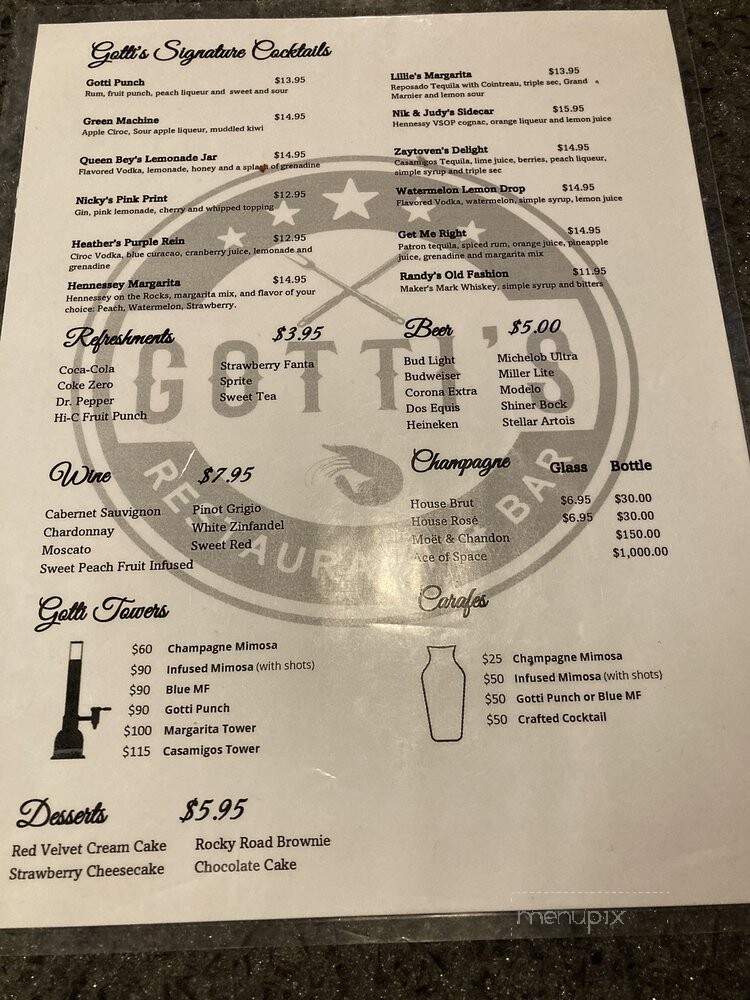 Gotti's Signature Cocktails
Gotti Punch $13.95
Rum, fruit punch, peach liqueur and sweet and sour
Green Machine $14.95
Apple Ciroc, Sour apple liqueur, muddled kiwi
Queen Bey's Lemonade Jar $14.95
Flavored Vodka, lemonade, honey and a splash of grenadine
Nicky's Pink Print $12.95
Gin, pink lemonade, cherry and whipped topping
Heather's Purple Rein $12.95
Ciroc Vodka, blue curacao, cranberry juice, lemonade and
grenadine
Hennessey Margarita $14.95
Hennessey on the Rocks, margarita mix, and flavor of your
choice: Peach, Watermelon, Strawberry.
Lillie's Margarita $13.95
Reposado Tequila with Cointreau, triple sec, Grand
Marnier and lemon sour
Nik & Judy's Sidecar $15.95
Hennessy VSOP cognac, orange liqueur and lemon juice
Zaytoven's Delight $14.95
Casamigos Tequila, lime juice, berries, peach liqueur,
simple syrup and triple sec
Watermelon Lemon Drop $14.95
Flavored Vodka, watermelon, simple syrup, lemon juice
Get Me Right $14.95
Patron tequila, spiced rum, orange juice, pineapple
juice, grenadine and margarita mix
Randy's Old Fashion $11.95
Maker's Mark Whiskey, simple syrup and bitters
Refreshments $3.95
Coca-Cola
Coke Zero
Dr. Pepper
Hi-C Fruit Punch
Strawberry Fanta
Sprite
Sweet Tea
Beer $5.00
Bud Light
Budweiser
Corona Extra
Dos Equis
Heineken
Michelob Ultra
Miller Lite
Modelo
Shiner Bock
Stellar Artois
GOTTI'S
RESTAURANT & BAR
Wine $7.95
Cabernet Sauvignon
Chardonnay
Moscato
Sweet Peach Fruit Infused
Pinot Grigio
White Zinfandel
Sweet Red
Champagne Glass Bottle
House Brut $6.95 $30.00
House Rosé $6.95 $30.00
Moët & Chandon $150.00
Ace of Space $1,000.00
Gotti Towers
$60 Champagne Mimosa
$90 Infused Mimosa (with shots)
$90 Blue MF
$90 Gotti Punch
$100 Margarita Tower
$115 Casamigos Tower
Carafes
$25 Champagne Mimosa
$50 Infused Mimosa (with shots)
$50 Gotti Punch or Blue MF
$50 Crafted Cocktail
Desserts $5.95
Red Velvet Cream Cake
Strawberry Cheesecake
Rocky Road Brownie
Chocolate Cake
menupix